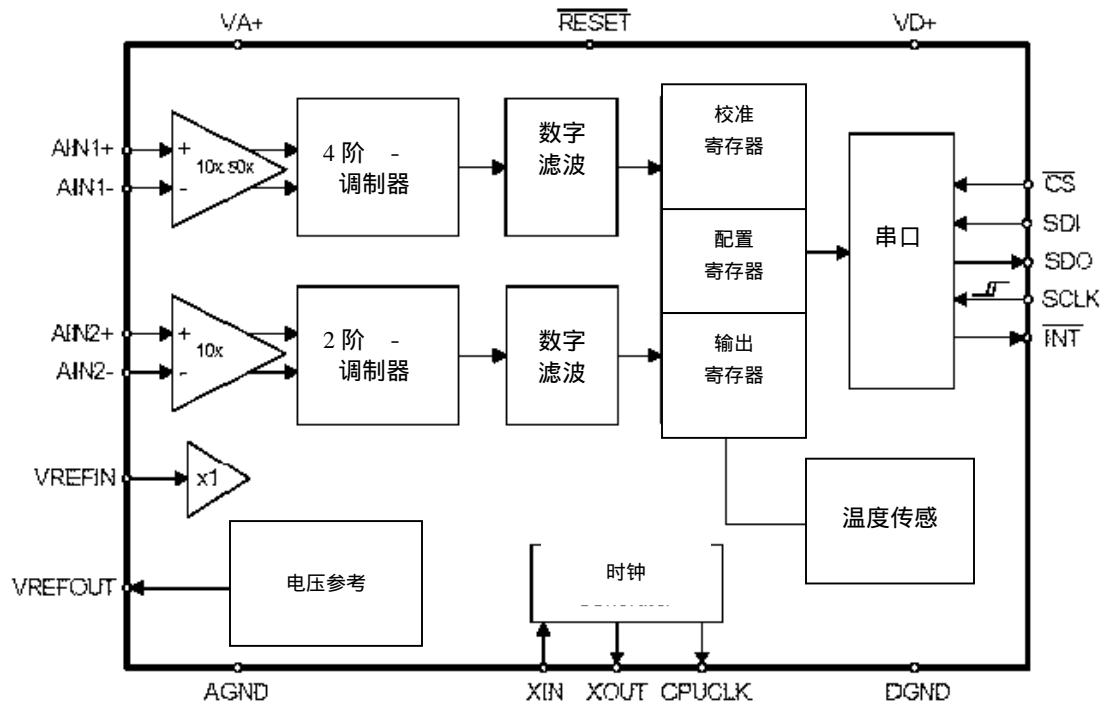 VA+
RESET
VD+
AIN1+
AIN1-
+
-
10x,50x
4 阶 -
调制器
数字
滤波
校准
寄存器
配置
寄存器
输出
寄存器
串口
CS
SDI
SDO
SCLK
INT
AIN2+
AIN2-
+
-
10x
2 阶 -
调制器
数字
滤波
VREFIN
x1
温度传感
VREFOUT
电压参考
时钟
AGND
XIN
XOUT
CPUCLK
DGND